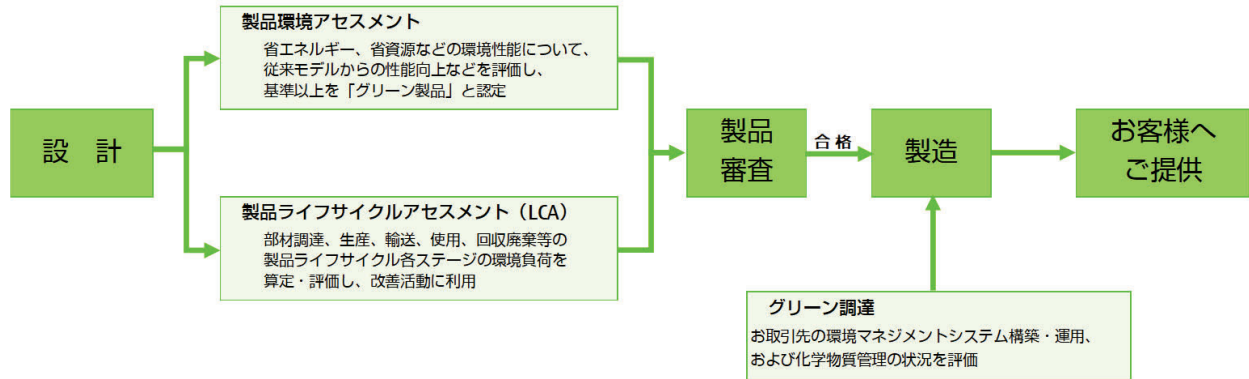 設 計
製品環境アセスメント
省エネルギー、省資源などの環境性能について、
従来モデルからの性能向上などを評価し、
基準以上を「グリーン製品」と認定
製品ライフサイクルアセスメント（LCA）
部材調達、生産、輸送、使用、回収廃棄等の
製品ライフサイクル各ステージの環境負荷を
算定・評価し、改善活動に利用
製品
審査
合格
製造
お客様へ
ご提供
グリーン調達
お取引先の環境マネジメントシステム構築・運用、
および化学物質管理の状況を評価